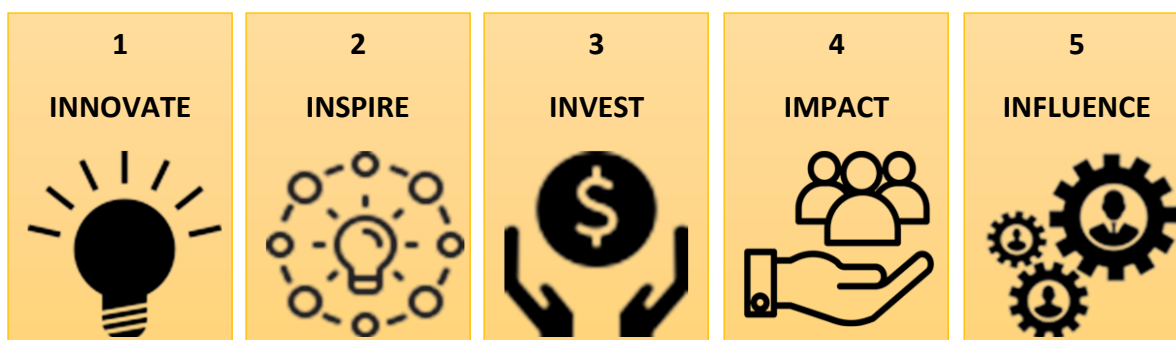 1
INNOVATE
2
INSPIRE
3
INVEST
$
4
IMPACT
5
INFLUENCE